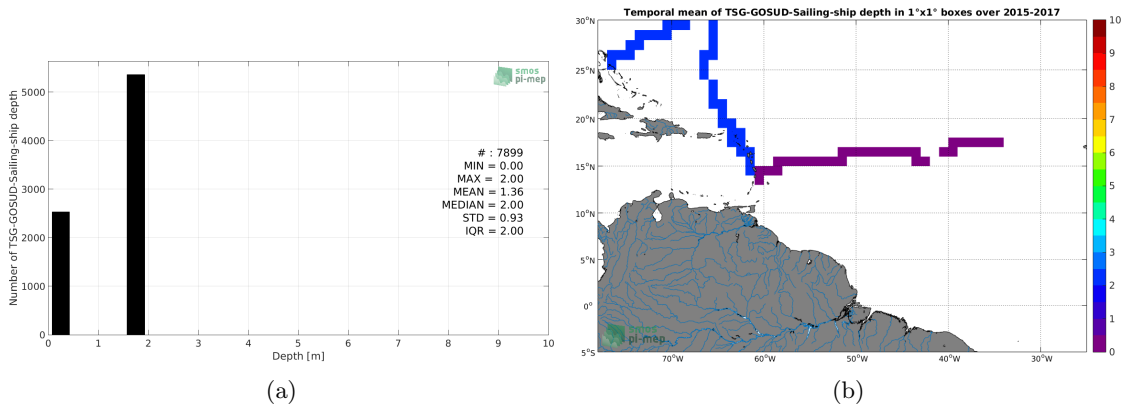 Number of TSG-GOSUD-Sailing-ship depth
5000
4000
3000
2000
1000
0
0 1 2 3 4 5 6 7 8 9 10
Depth [m]
smos
pi-mep
# : 7899
MIN = 0.00
MAX = 2.00
MEAN = 1.36
MEDIAN = 2.00
STD = 0.93
IQR = 2.00
(a)
Temporal mean of TSG-GOSUD-Sailing-ship depth in 1°x1° boxes over 2015-2017
30°N
25°N
20°N
15°N
10°N
5°N
0°
5°S
70°W 60°W 50°W 40°W 30°W
smos
pi-mep
10
9
8
7
6
5
4
3
2
1
0
(b)